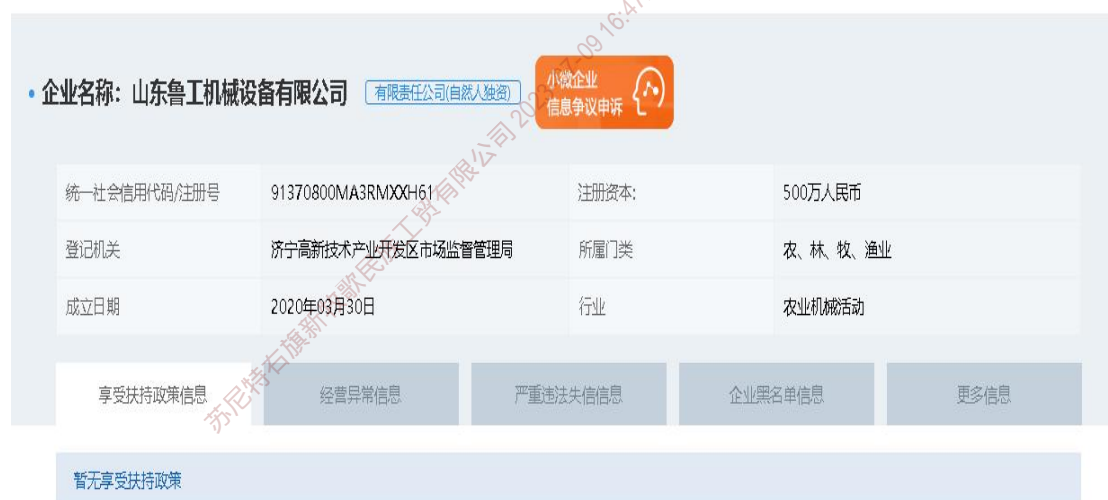 • 企业名称：山东鲁工机械设备有限公司 有限责任公司(自然人独资) 小微企业
信息争议申诉
统一社会信用代码/注册号 91370800MA3RMXXH61 注册资本: 500万人民币
登记机关 济宁高新技术产业开发区市场监督管理局 所属门类 农、林、牧、渔业
成立日期 2020年03月30日 行业 农业机械活动
享受扶持政策信息 经营异常信息 严重违法失信信息 企业黑名单信息 更多信息
暂无享受扶持政策